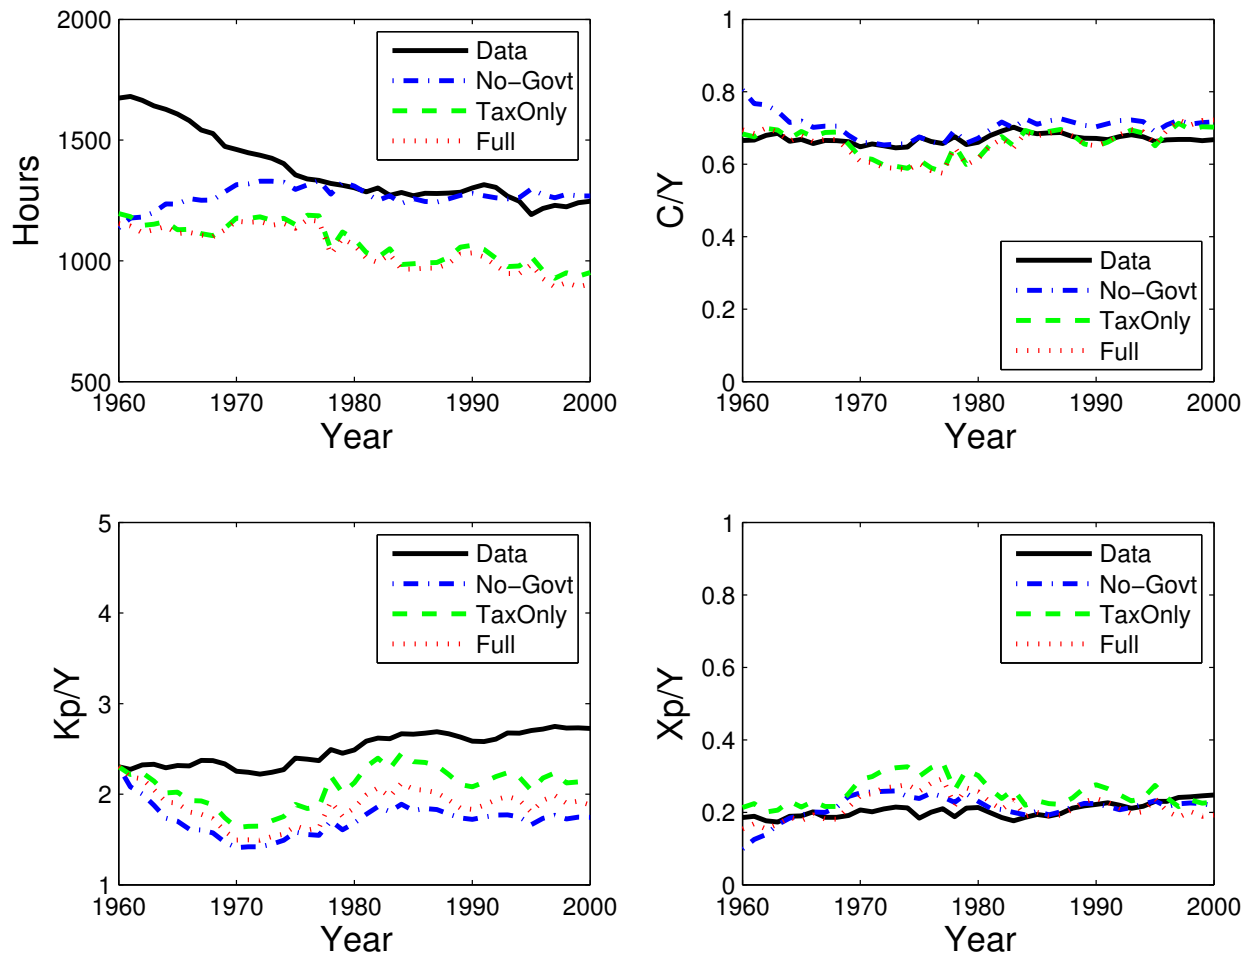 2000
1500
1000
500
Hours
Data
No-Govt
TaxOnly
Full
1960
1970
1980
1990
2000
Year
1
0.8
0.6
0.4
0.2
0
C/Y
Data
No-Govt
TaxOnly
Full
1960
1970
1980
1990
2000
Year
5
4
3
2
1
Kp/Y
Data
No-Govt
TaxOnly
Full
1960
1970
1980
1990
2000
Year
1
0.8
0.6
0.4
0.2
0
Xp/Y
Data
No-Govt
TaxOnly
Full
1960
1970
1980
1990
2000
Year